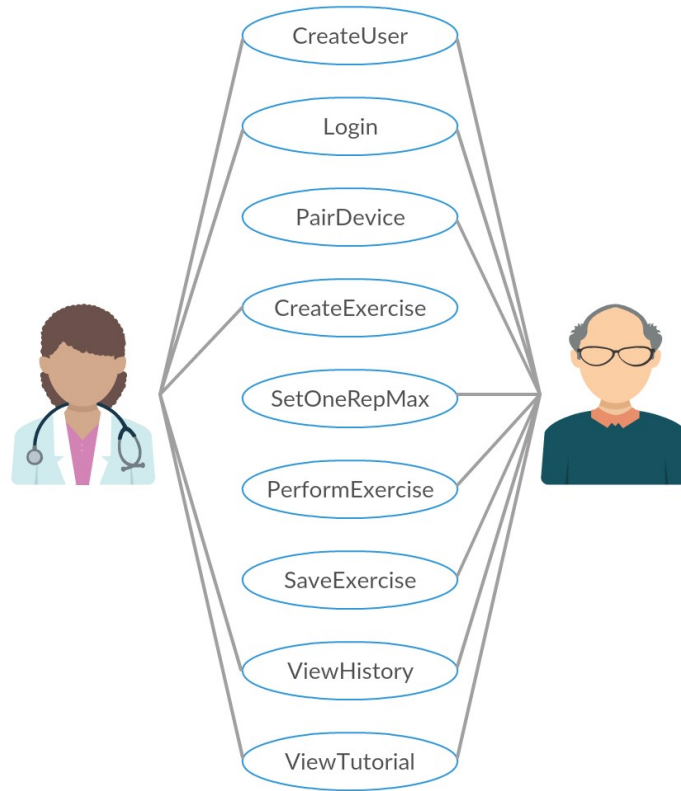 CreateUser
Login
PairDevice
CreateExercise
SetOneRepMax
PerformExercise
SaveExercise
ViewHistory
ViewTutorial